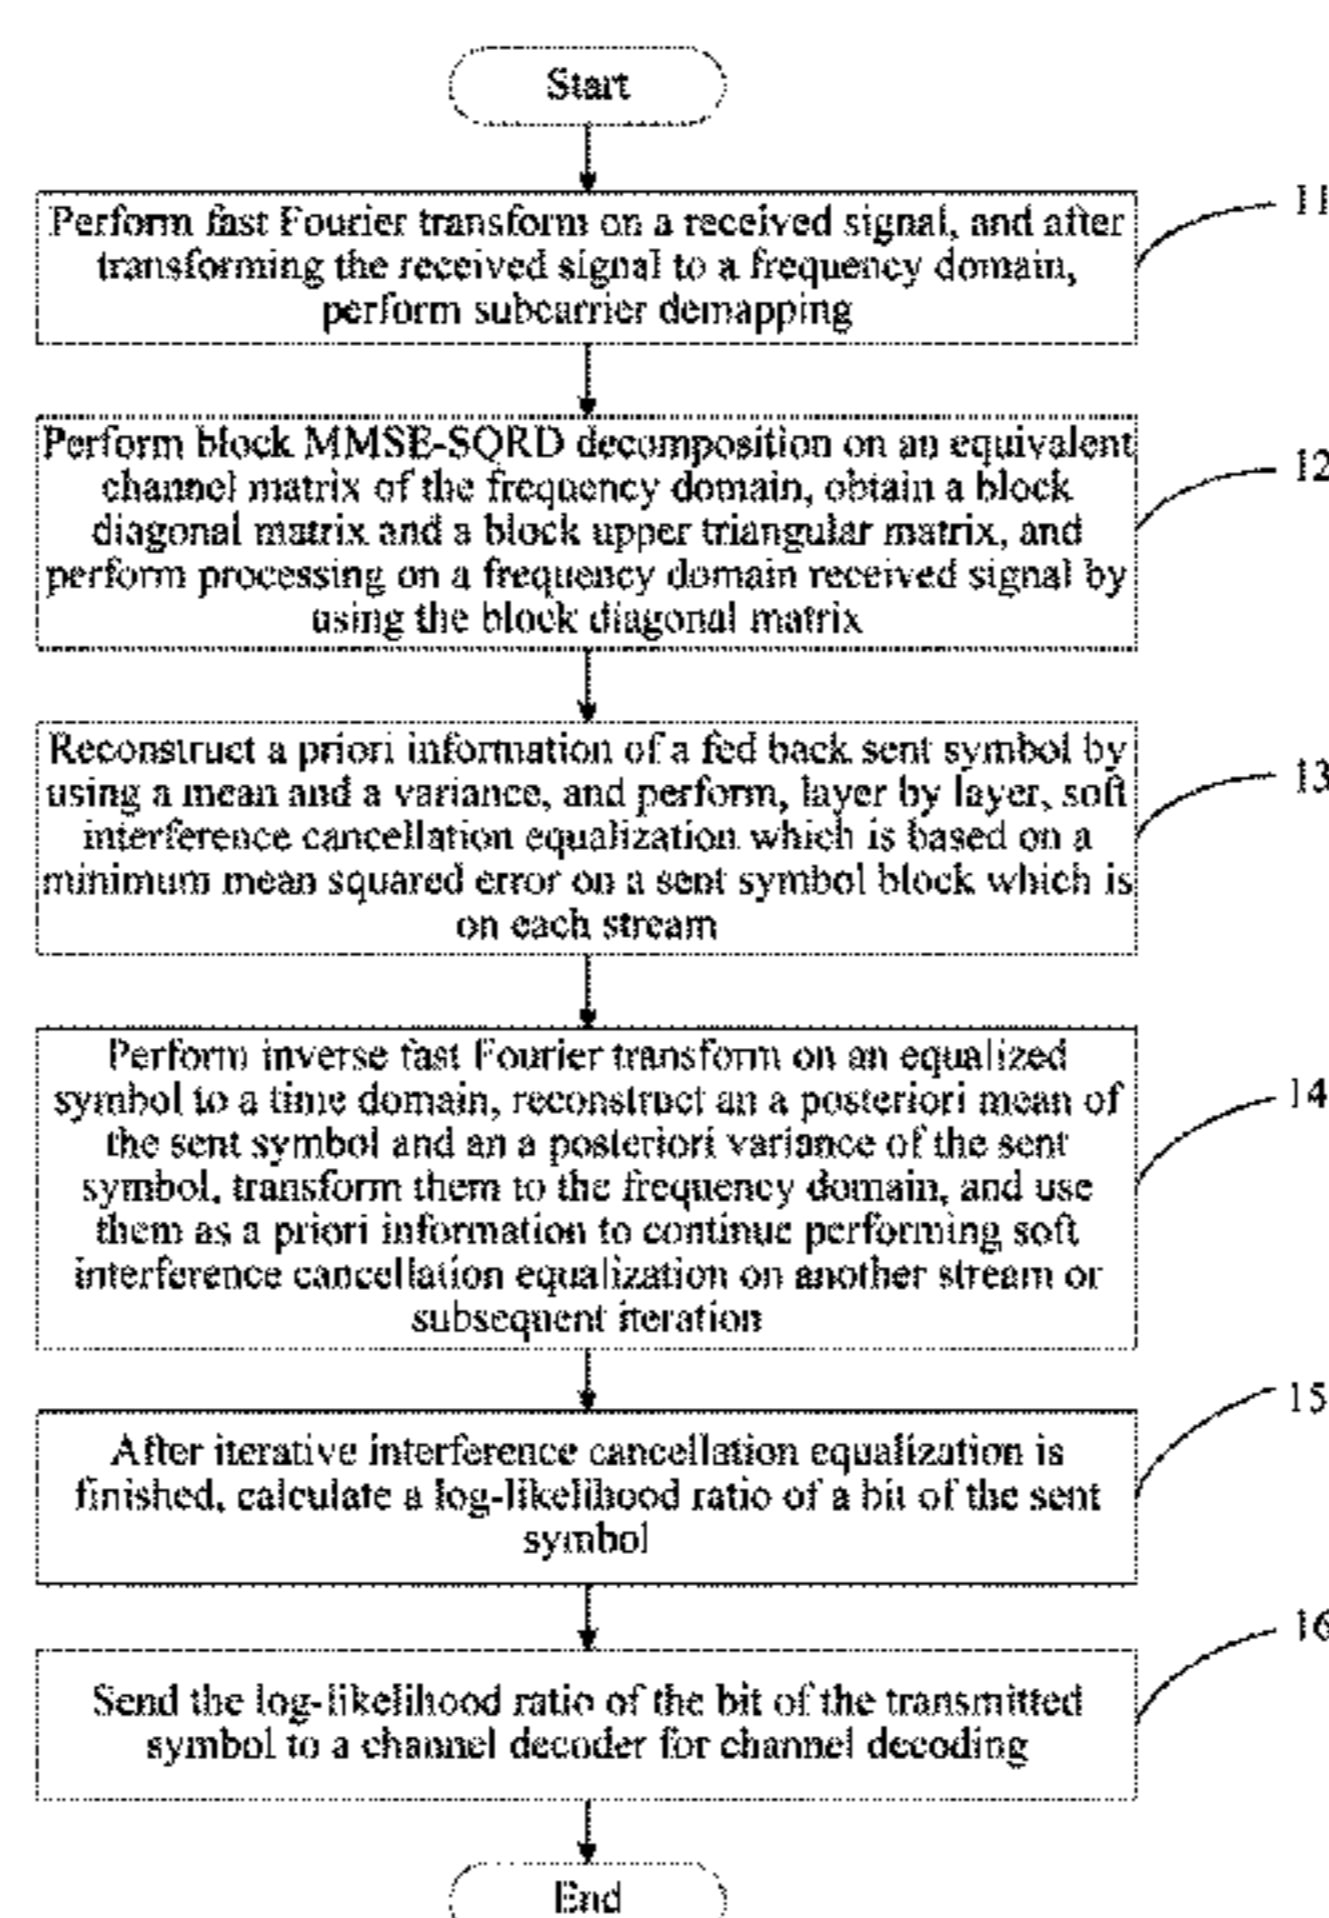 Start
Perform fast Fourier transform on a received signal, and after
transforming the received signal to a frequency domain,
perform subcarrier demapping
11
Perform block MMSE-SQRD decomposition on an equivalent
channel matrix of the frequency domain, obtain a block
diagonal matrix and a block upper triangular matrix, and
perform processing on a frequency domain received signal by
using the block diagonal matrix
12
Reconstruct a priori information of a fed back sent symbol by
using a mean and a variance, and perform, layer by layer, soft
interference cancellation equalization which is based on a
minimum mean squared error on a sent symbol block which is
on each stream
13
Perform inverse fast Fourier transform on an equalized
symbol to a time domain, reconstruct an a posteriori mean of
the sent symbol and an a posteriori variance of the sent
symbol, transform them to the frequency domain, and use
them as a priori information to continue performing soft
interference cancellation equalization on another stream or
subsequent iteration
14
After iterative interference cancellation equalization is
finished, calculate a log-likelihood ratio of a bit of the sent
symbol
15
Send the log-likelihood ratio of the bit of the transmitted
symbol to a channel decoder for channel decoding
16
End